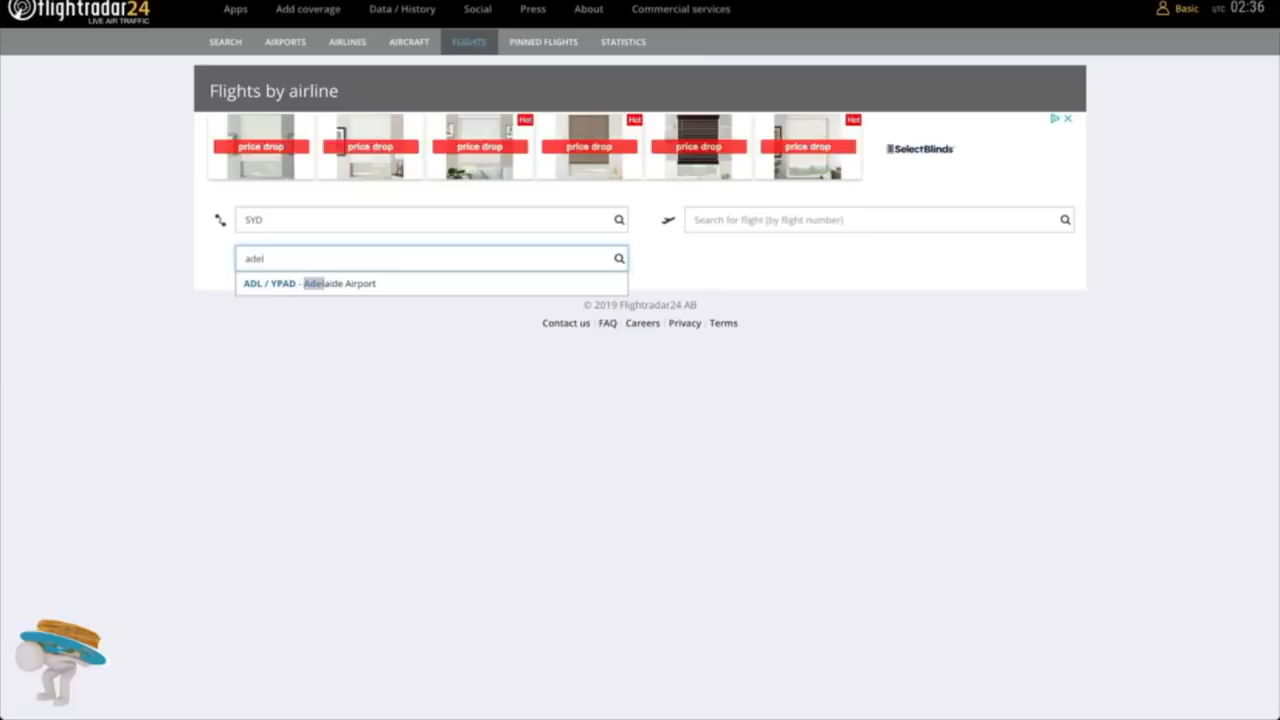 flightradar24
LIVE AIR TRAFFIC
Apps Add coverage Data / History Social Press About Commercial services Basic UTC 02:36
SEARCH AIRPORTS AIRLINES AIRCRAFT FLIGHTS PINNED FLIGHTS STATISTICS
Flights by airline
Hot Hot Hot
price drop price drop price drop price drop price drop price drop SelectBlinds
SYD Search for flight (by flight number)
adel
ADL / YPAD - Adelaide Airport
© 2019 Flightradar24 AB
Contact us FAQ Careers Privacy Terms